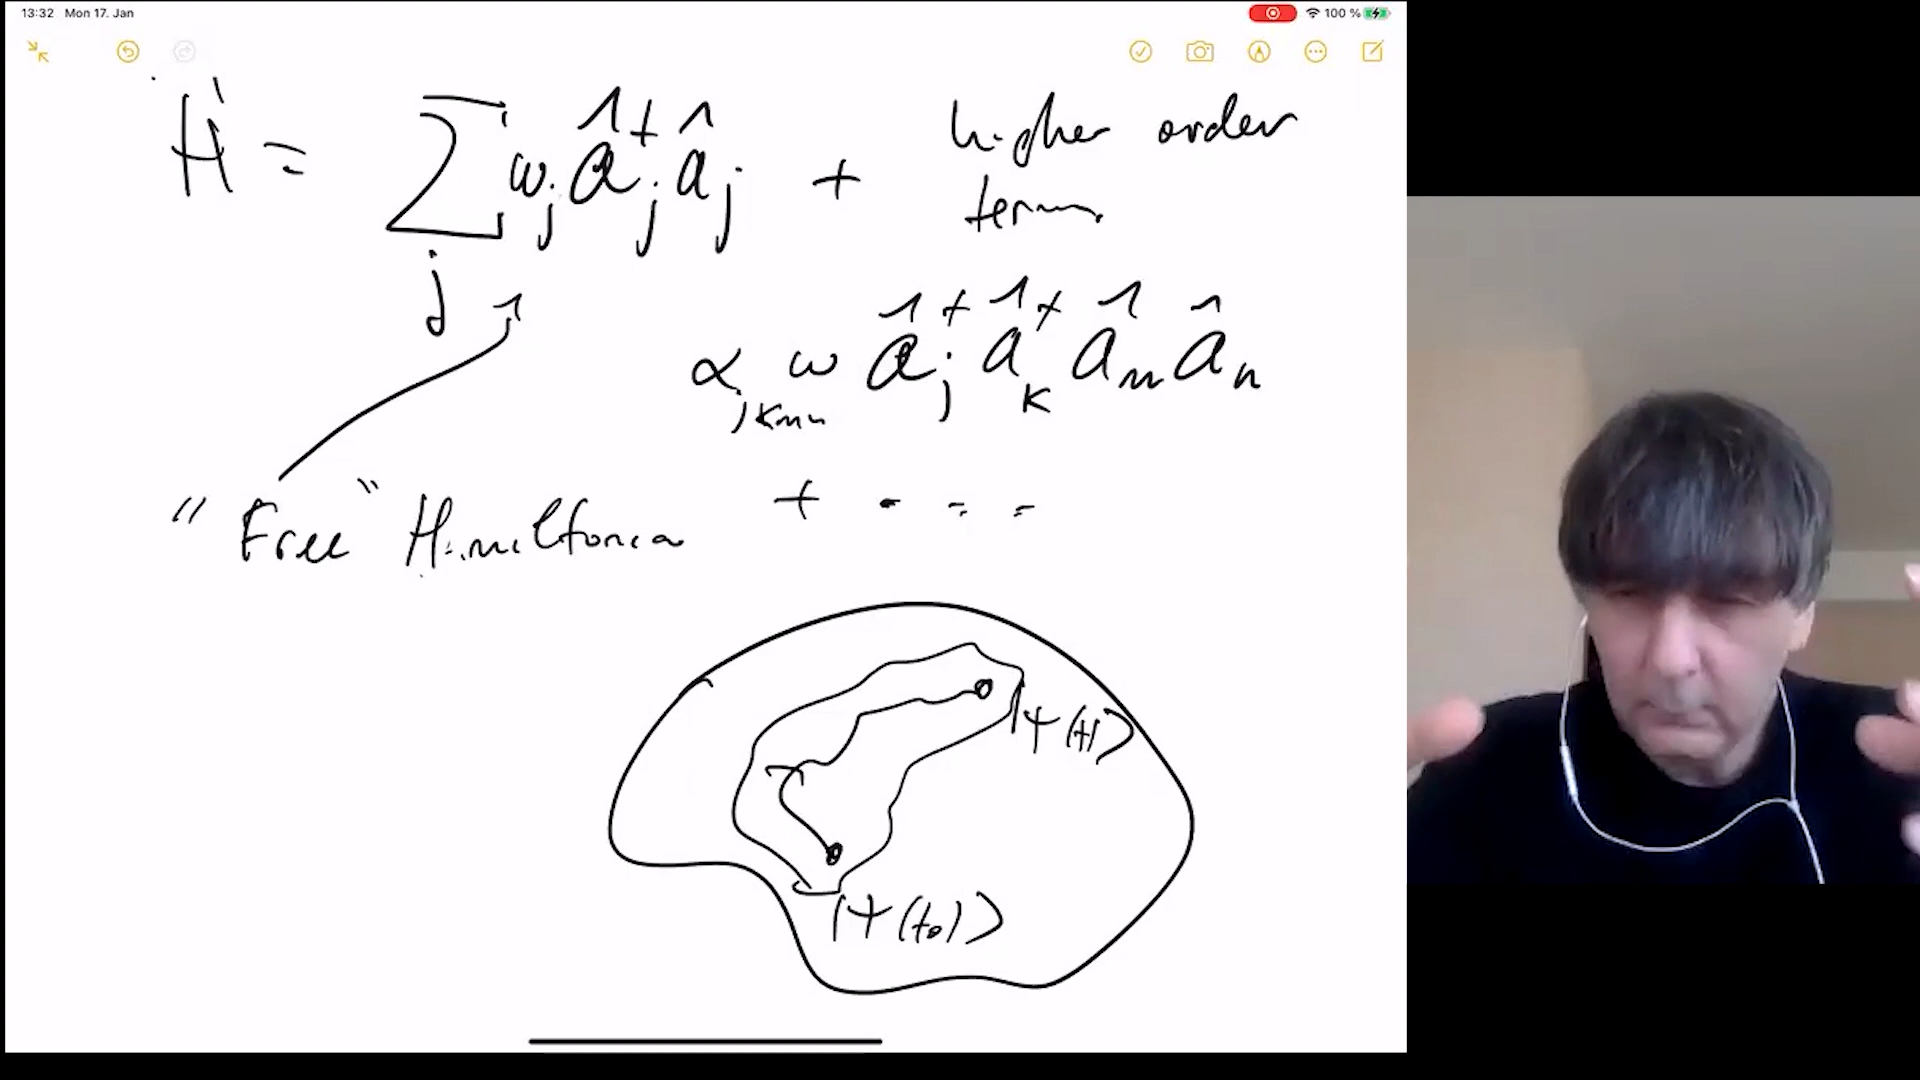 13:32 Mon 17. Jan 100 %
Ĥ = ∑ ω_j â_j^+ â_j + higher order
j
terms
α_jkmn ω â_j^+ â_k^+ â_m â_n
+ . . .
"Free" Hamiltonian
|ψ(t)⟩
|ψ(t₀)⟩